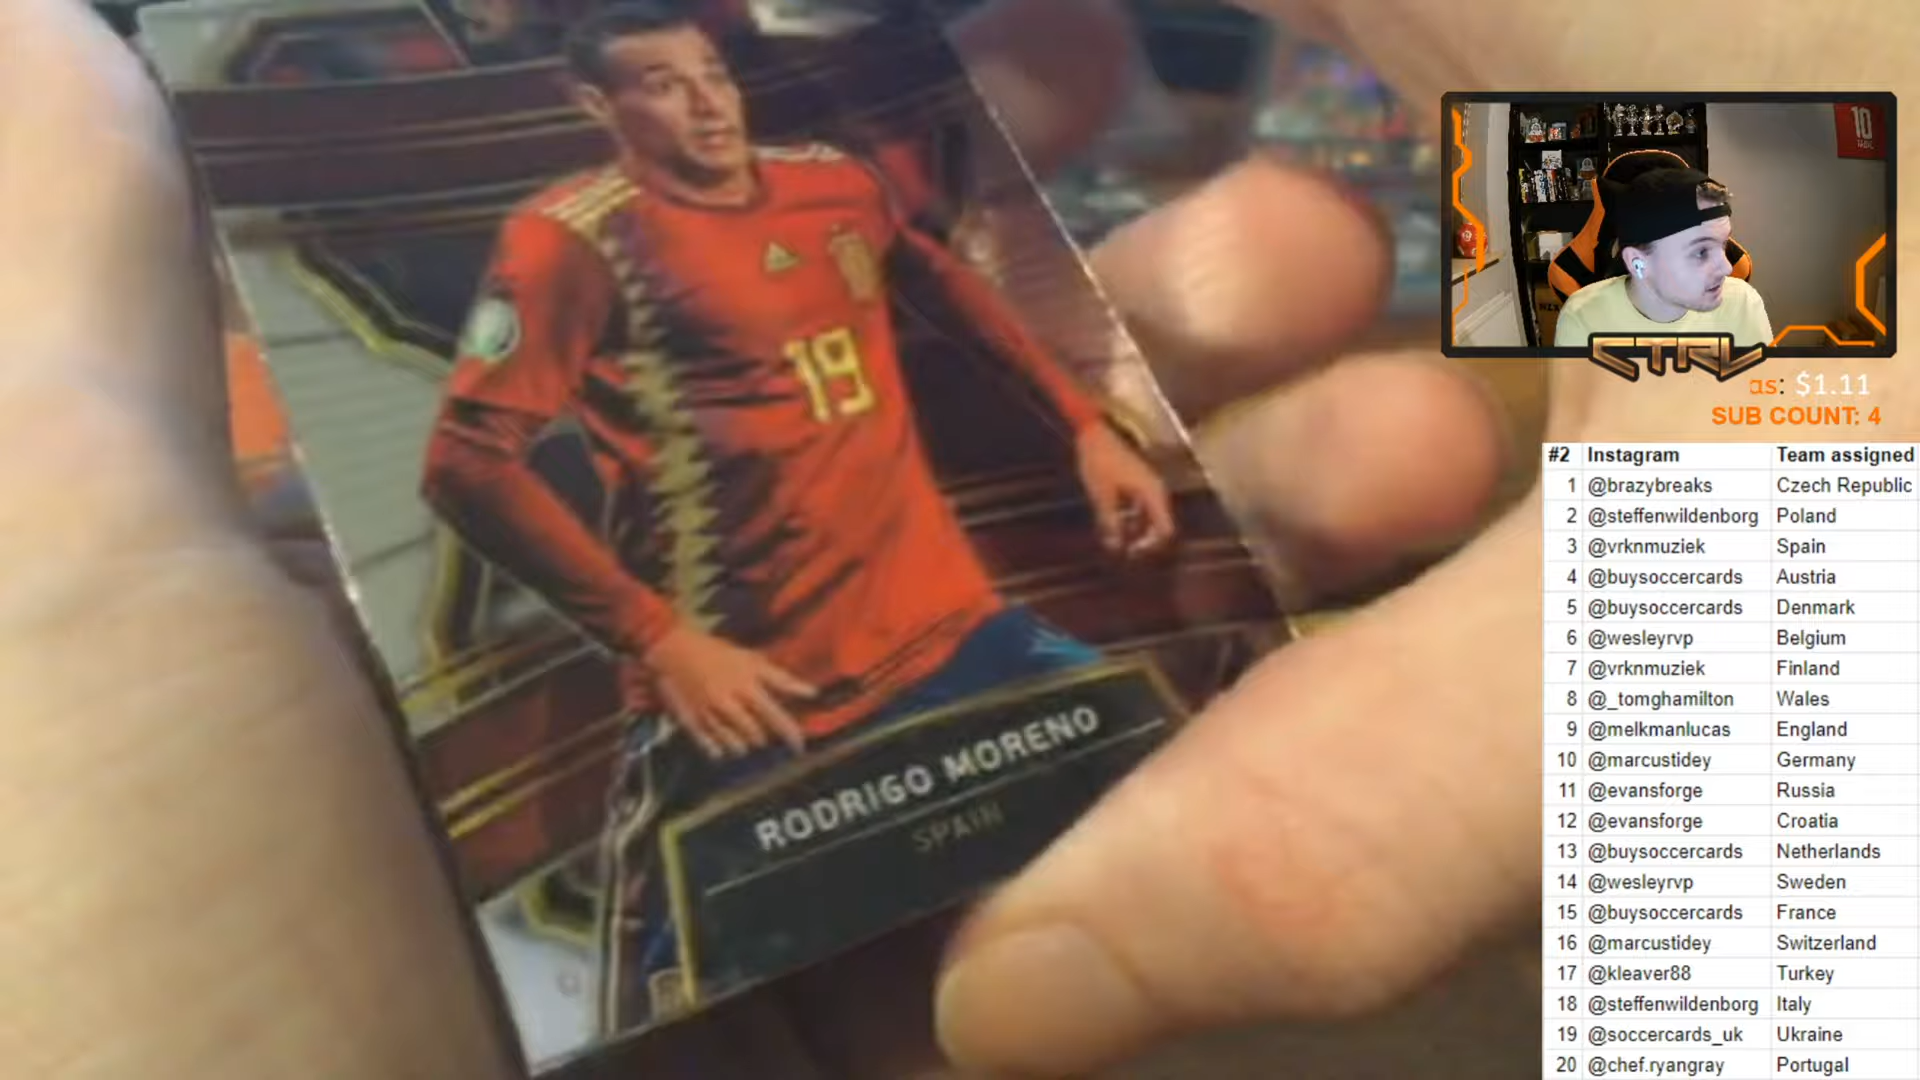 19
RODRIGO MORENO
SPAIN
10
CTRL
as: $1.11
SUB COUNT: 4
#2 Instagram Team assigned
1 @brazybreaks Czech Republic
2 @steffenwildenborg Poland
3 @vrknmuziek Spain
4 @buysoccercards Austria
5 @buysoccercards Denmark
6 @wesleyrvp Belgium
7 @vrknmuziek Finland
8 @_tomghamilton Wales
9 @melkmanlucas England
10 @marcustidey Germany
11 @evansforge Russia
12 @evansforge Croatia
13 @buysoccercards Netherlands
14 @wesleyrvp Sweden
15 @buysoccercards France
16 @marcustidey Switzerland
17 @kleaver88 Turkey
18 @steffenwildenborg Italy
19 @soccercards_uk Ukraine
20 @chef.ryangray Portugal